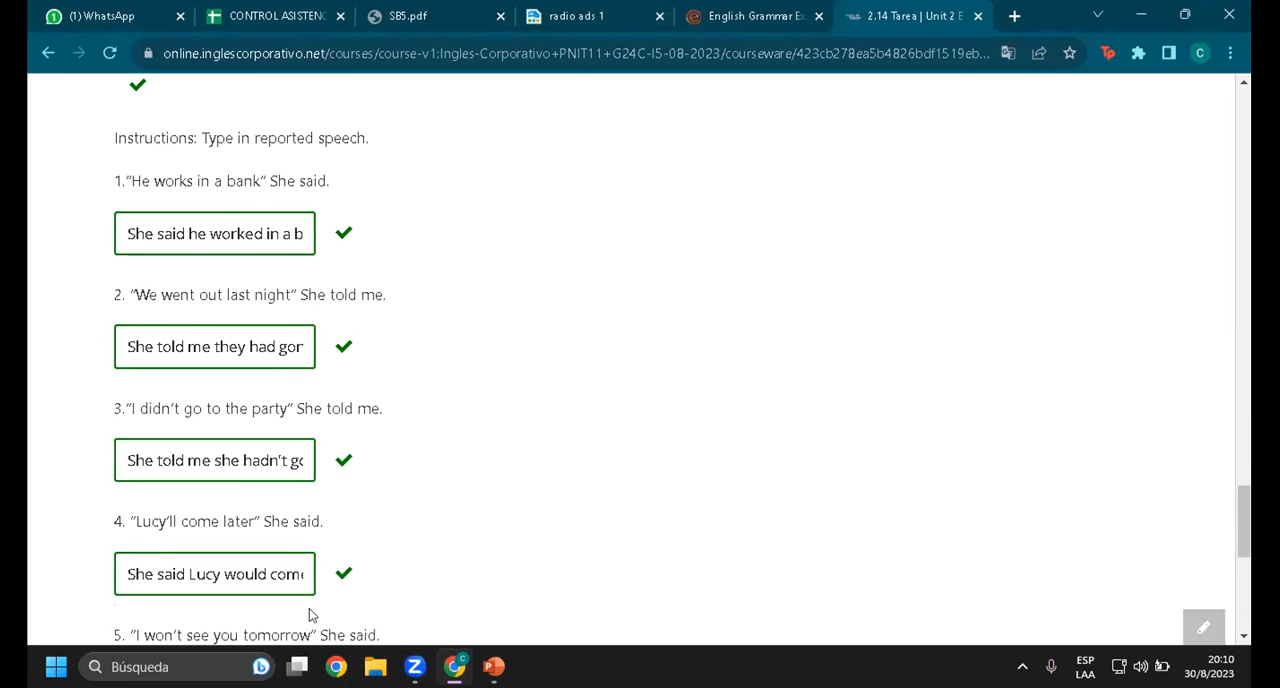 WhatsApp
CONTROL ASISTENC
SB5.pdf
radio ads 1
English Grammar Ex
2.14 Tarea | Unit 2 E
online.inglescorporativo.net/courses/course-v1:Ingles-Corporativo+PNIT11+G24C-I5-08-2023/courseware/423cb278ea5b4826bdf1519eb...
Instructions: Type in reported speech.
1."He works in a bank" She said.
She said he worked in a b
2. "We went out last night" She told me.
She told me they had gon
3."I didn't go to the party" She told me.
She told me she hadn't go
4. "Lucy'll come later" She said.
She said Lucy would come
5. "I won't see you tomorrow" She said.
Búsqueda
ESP
LAA
20:10
30/8/2023